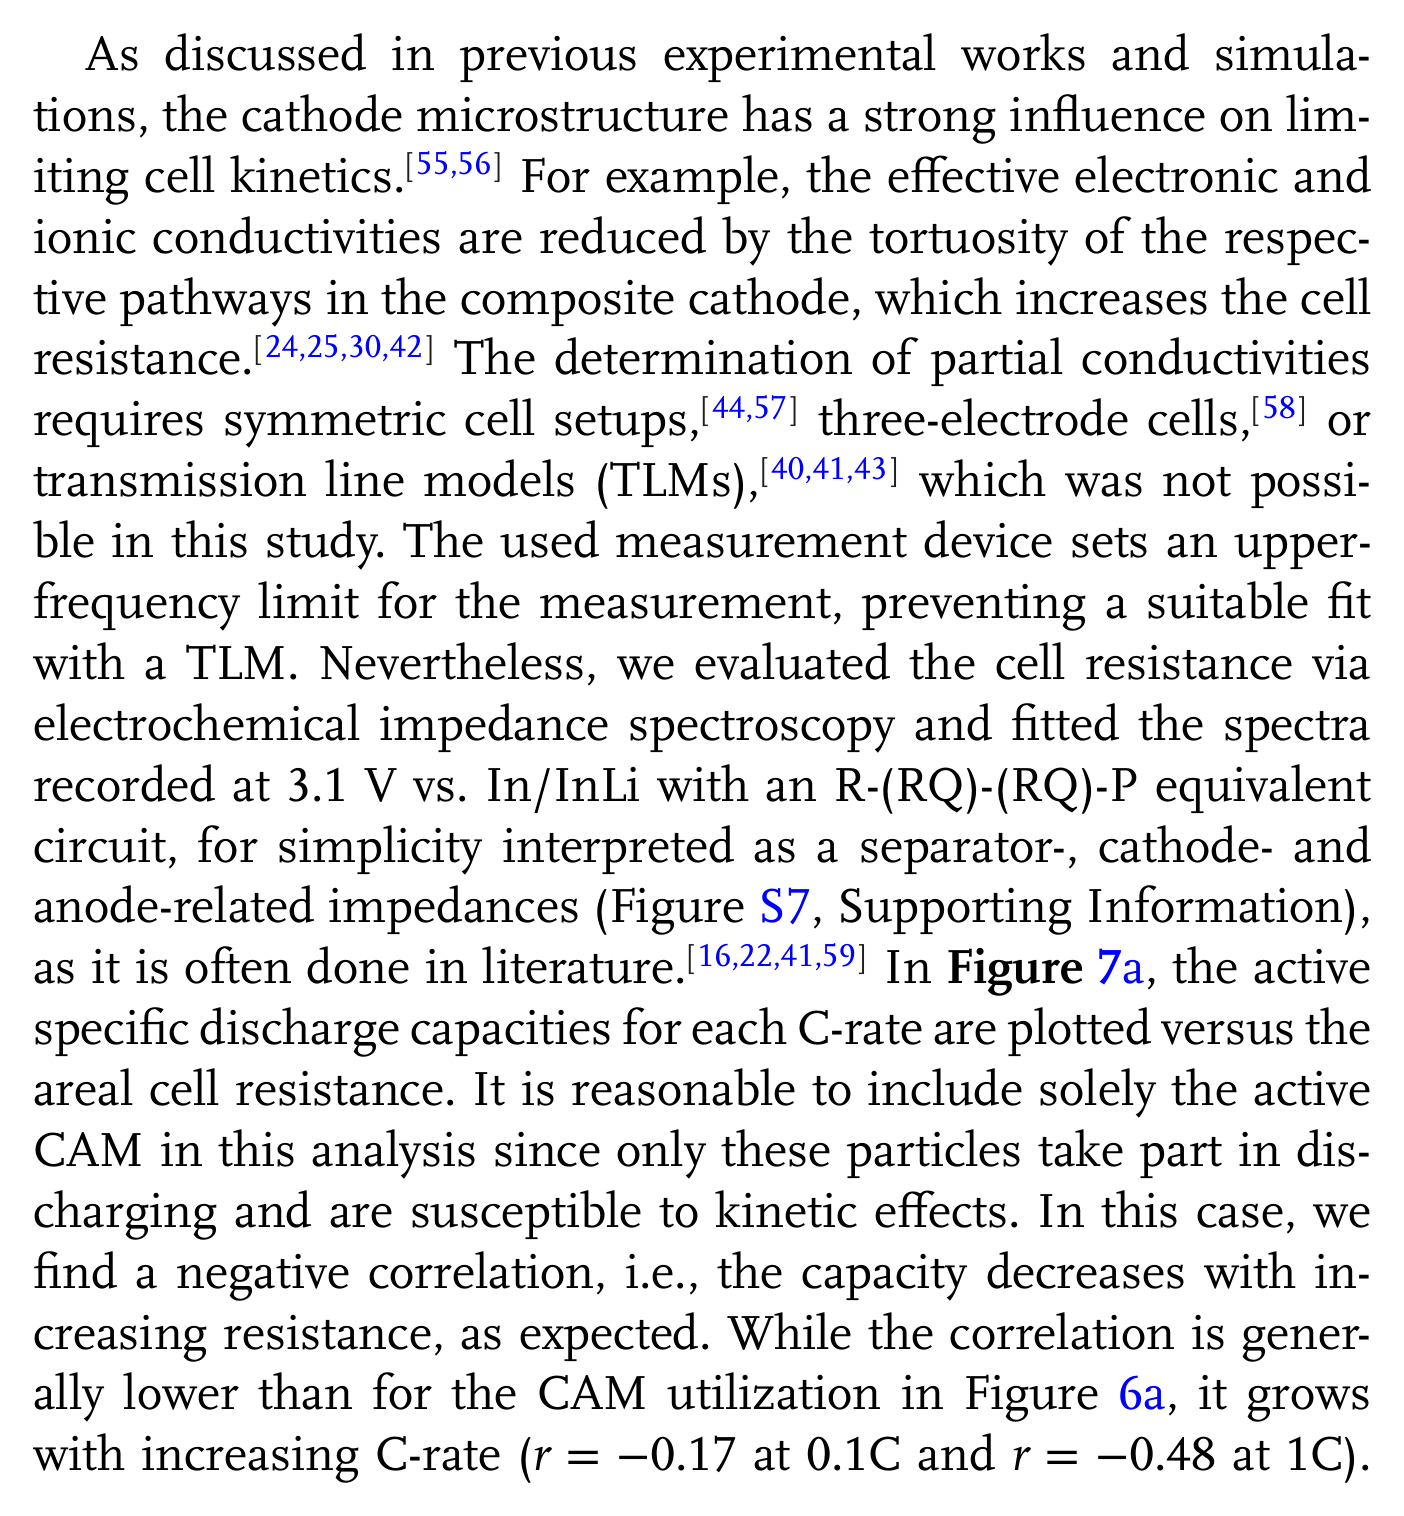 As discussed in previous experimental works and simula-
tions, the cathode microstructure has a strong influence on lim-
iting cell kinetics.[55,56] For example, the effective electronic and
ionic conductivities are reduced by the tortuosity of the respec-
tive pathways in the composite cathode, which increases the cell
resistance.[24,25,30,42] The determination of partial conductivities
requires symmetric cell setups,[44,57] three-electrode cells,[58] or
transmission line models (TLMs),[40,41,43] which was not possi-
ble in this study. The used measurement device sets an upper-
frequency limit for the measurement, preventing a suitable fit
with a TLM. Nevertheless, we evaluated the cell resistance via
electrochemical impedance spectroscopy and fitted the spectra
recorded at 3.1 V vs. In/InLi with an R-(RQ)-(RQ)-P equivalent
circuit, for simplicity interpreted as a separator-, cathode- and
anode-related impedances (Figure S7, Supporting Information),
as it is often done in literature.[16,22,41,59] In Figure 7a, the active
specific discharge capacities for each C-rate are plotted versus the
areal cell resistance. It is reasonable to include solely the active
CAM in this analysis since only these particles take part in dis-
charging and are susceptible to kinetic effects. In this case, we
find a negative correlation, i.e., the capacity decreases with in-
creasing resistance, as expected. While the correlation is gener-
ally lower than for the CAM utilization in Figure 6a, it grows
with increasing C-rate (r = −0.17 at 0.1C and r = −0.48 at 1C).